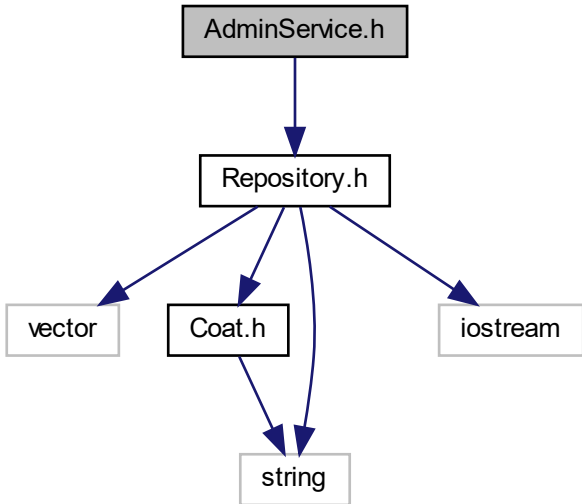 AdminService.h
Repository.h
vector
Coat.h
iostream
string